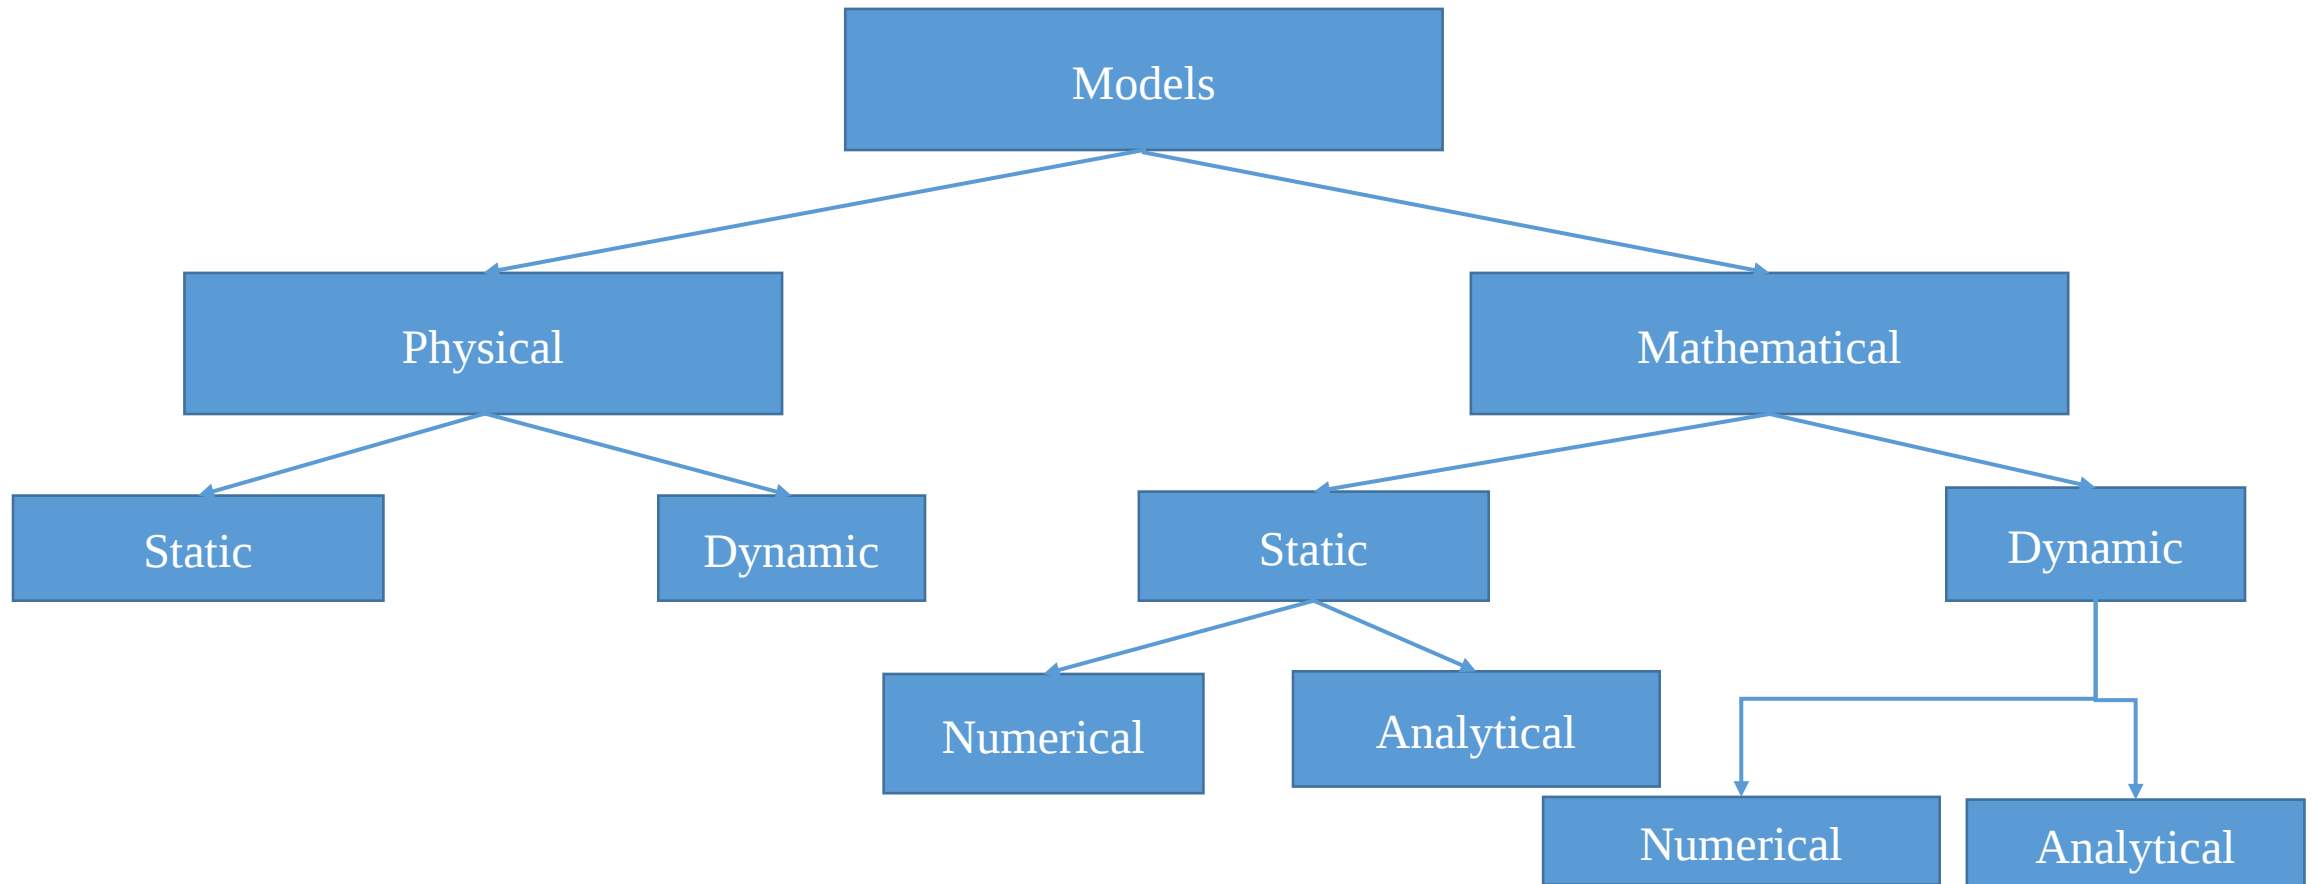 Models
Physical
Mathematical
Static
Dynamic
Static
Dynamic
Numerical
Analytical
Numerical
Analytical